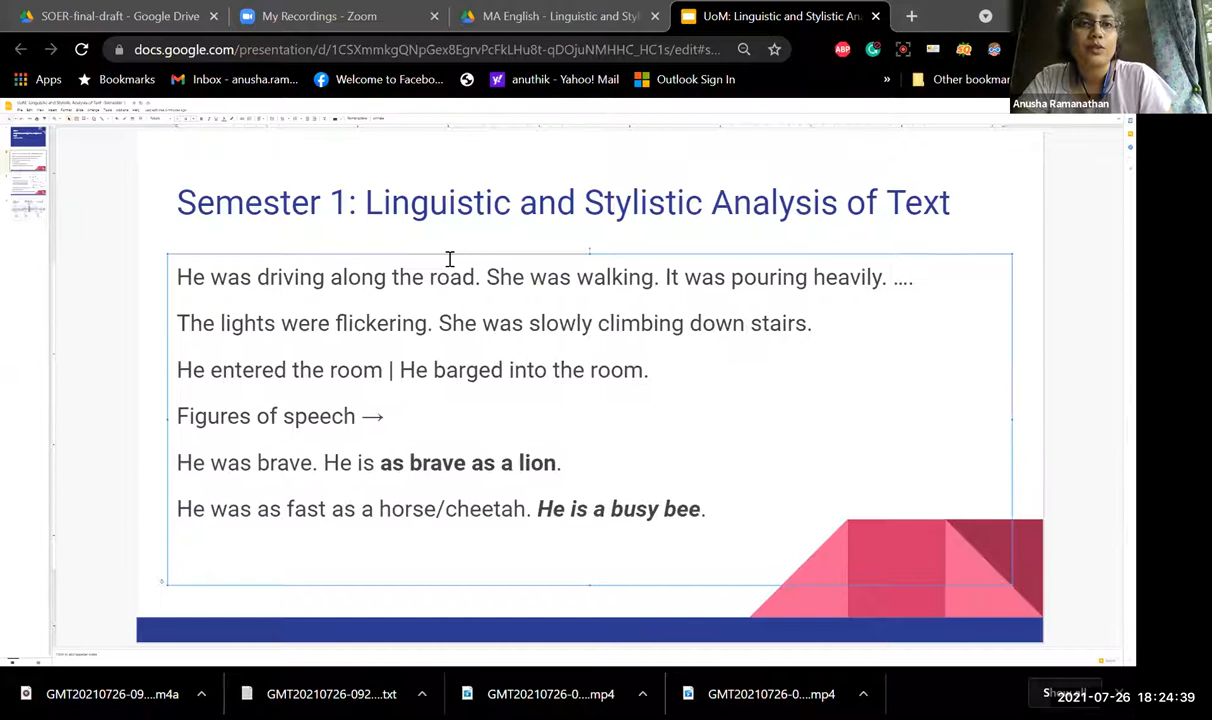 SOER-final-draft - Google Drive
My Recordings - Zoom
MA English - Linguistic and Sty
UoM: Linguistic and Stylistic An
docs.google.com/presentation/d/1CSXmmkgQNpGex8EgrvPcFkLHu8t-qDOjuNMHHC_HC1s/edit#s...
ABP
Apps
Bookmarks
Inbox - anusha.ram...
Welcome to Facebo...
anuthik - Yahoo! Mail
Outlook Sign In
»
Other bookmar
Anusha Ramanathan
Semester 1: Linguistic and Stylistic Analysis of Text
He was driving along the road. She was walking. It was pouring heavily. ....
The lights were flickering. She was slowly climbing down stairs.
He entered the room | He barged into the room.
Figures of speech →
He was brave. He is as brave as a lion.
He was as fast as a horse/cheetah. He is a busy bee.
GMT20210726-09....m4a
GMT20210726-092....txt
GMT20210726-0....mp4
GMT20210726-0....mp4
2021-07-26 18:24:39